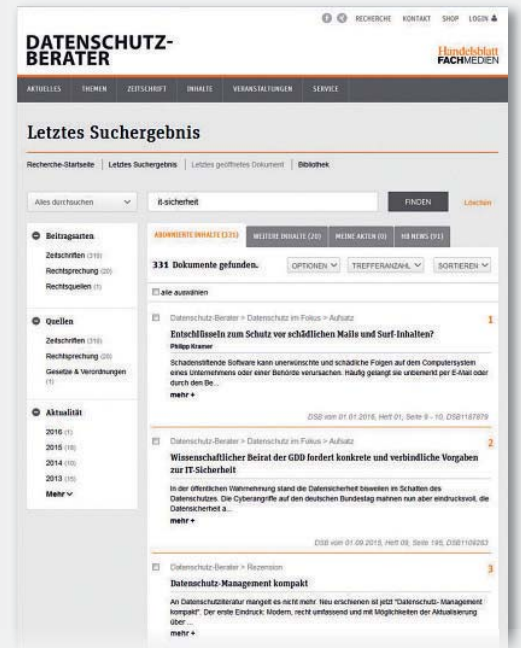 RECHERCHE KONTAKT SHOP LOGIN
DATENSCHUTZ-
BERATER
Handelsblatt
FACHMEDIEN
AKTUELLES THEMEN ZEITSCHRIFT INHALTE VERANSTALTUNGEN SERVICE
Letztes Suchergebnis
Recherche-Startseite | Letztes Suchergebnis | Letztes geöffnetes Dokument | Bibliothek
Alles durchsuchen
it-sicherheit
FINDEN
Löschen
Beitragsarten
Zeitschriften (310)
Rechtsprechung (20)
Rechtsquellen (1)
Quellen
Zeitschriften (310)
Rechtsprechung (20)
Gesetze & Verordnungen
(1)
Aktualität
2016 (1)
2015 (18)
2014 (10)
2013 (15)
Mehr
ABONNIERTE INHALTE (331) WEITERE INHALTE (20) MEINE AKTEN (0) HB NEWS (91)
331 Dokumente gefunden.
OPTIONEN TREFFERANZAHL SORTIEREN
alle auswählen
Datenschutz-Berater > Datenschutz im Fokus > Aufsatz 1
Entschlüsseln zum Schutz vor schädlichen Mails und Surf-Inhalten?
Philipp Kramer
Schadenstiftende Software kann unerwünschte und schädliche Folgen auf dem Computersystem
eines Unternehmens oder einer Behörde verursachen. Häufig gelangt sie unbemerkt per E-Mail oder
durch den Be...
mehr +
DSB vom 01.01.2016, Heft 01, Seite 9 - 10, DSB1187879
Datenschutz-Berater > Datenschutz im Fokus > Aufsatz 2
Wissenschaftlicher Beirat der GDD fordert konkrete und verbindliche Vorgaben
zur IT-Sicherheit
In der öffentlichen Wahrnehmung stand die Datensicherheit bisweilen im Schatten des
Datenschutzes. Die Cyberangriffe auf den deutschen Bundestag mahnen nun aber eindrucksvoll, die
Datensicherheit a...
mehr +
DSB vom 01.09.2015, Heft 09, Seite 195, DSB1109263
Datenschutz-Berater > Rezension 3
Datenschutz-Management kompakt
An Datenschutzliteratur mangelt es nicht mehr. Neu erschienen ist jetzt "Datenschutz- Management
kompakt". Der erste Eindruck: Modern, recht umfassend und mit Möglichkeiten der Aktualisierung
über ...
mehr +